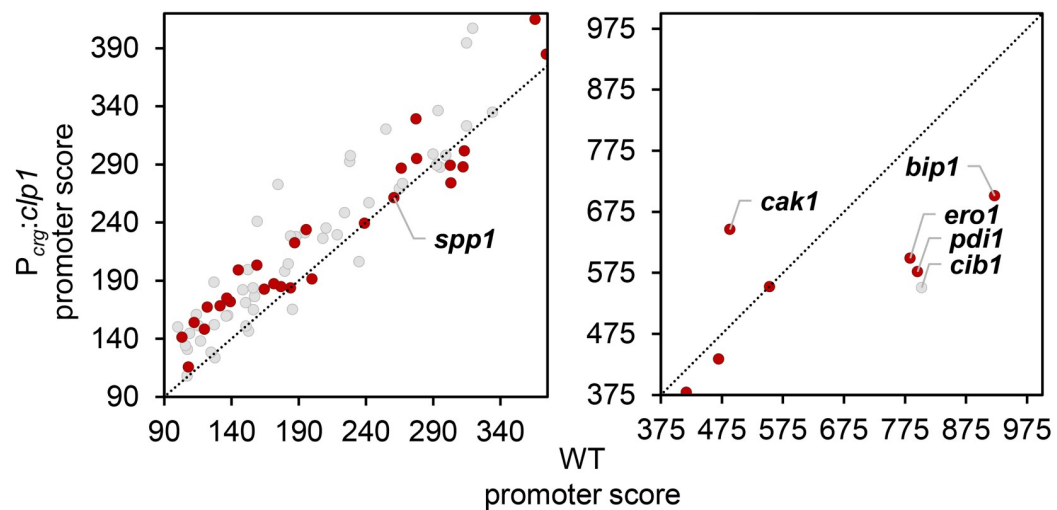 P_crg:clp1
promoter score
390
340
290
240
190
140
90
90 140 190 240 290 340
spp1
975
875
775
675
575
475
375
375 475 575 675 775 875 975
cak1
bip1
ero1
pdi1
cib1
WT
promoter score